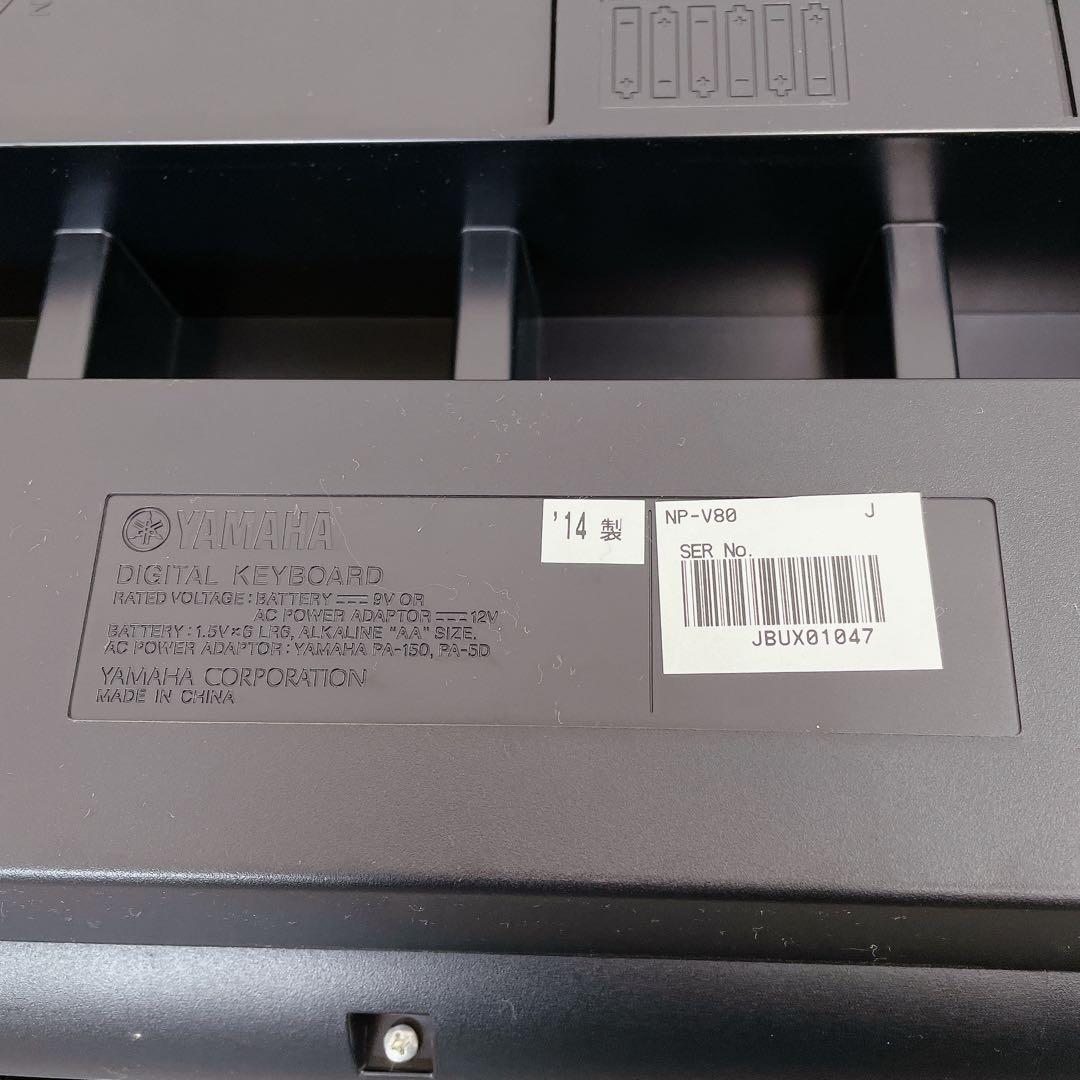 YAMAHA
DIGITAL KEYBOARD
RATED VOLTAGE : BATTERY ⎓ 9V OR
AC POWER ADAPTOR ⎓ 12V
BATTERY : 1.5V×6 LR6, ALKALINE "AA" SIZE.
AC POWER ADAPTOR : YAMAHA PA-150, PA-5D
YAMAHA CORPORATION
MADE IN CHINA
'14 製
NP-V80 J
SER No.
JBUX01047